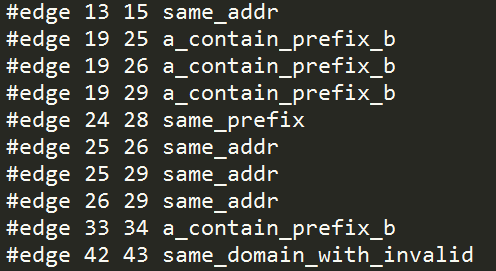 #edge 13 15 same_addr
#edge 19 25 a_contain_prefix_b
#edge 19 26 a_contain_prefix_b
#edge 19 29 a_contain_prefix_b
#edge 24 28 same_prefix
#edge 25 26 same_addr
#edge 25 29 same_addr
#edge 26 29 same_addr
#edge 33 34 a_contain_prefix_b
#edge 42 43 same_domain_with_invalid